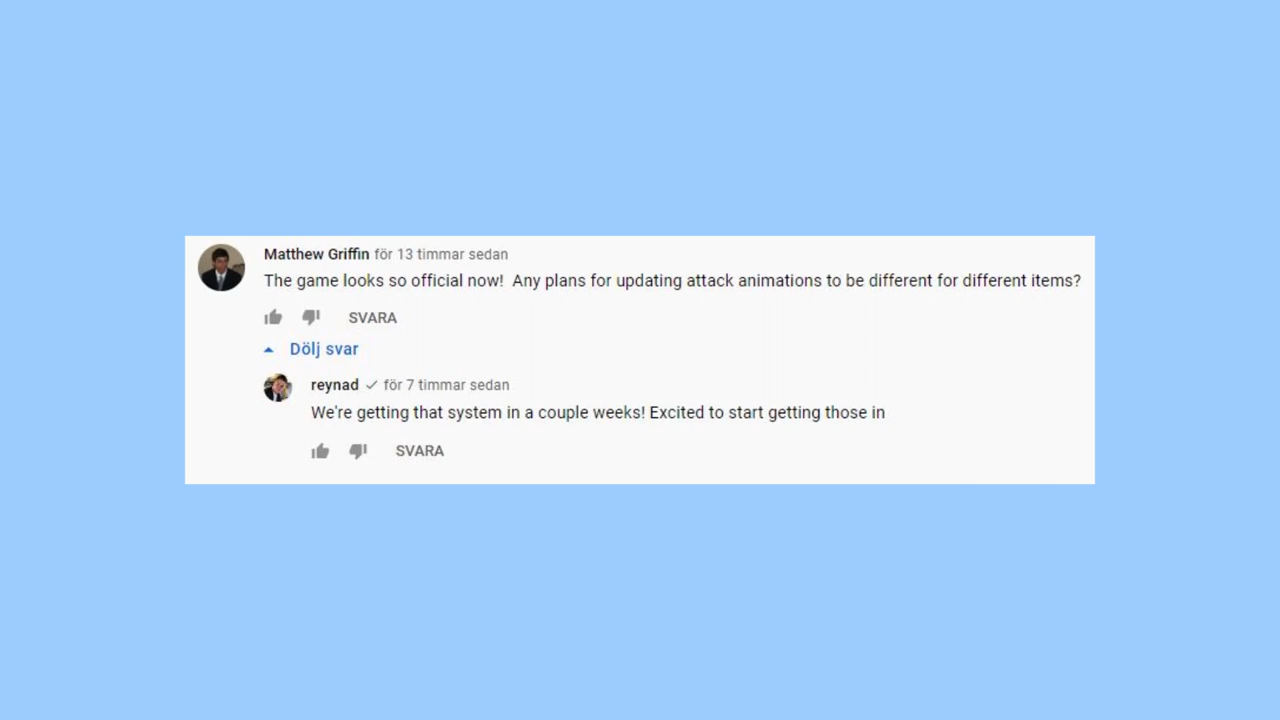 Matthew Griffin för 13 timmar sedan
The game looks so official now!  Any plans for updating attack animations to be different for different items?
SVARA
Dölj svar
reynad för 7 timmar sedan
We're getting that system in a couple weeks! Excited to start getting those in
SVARA